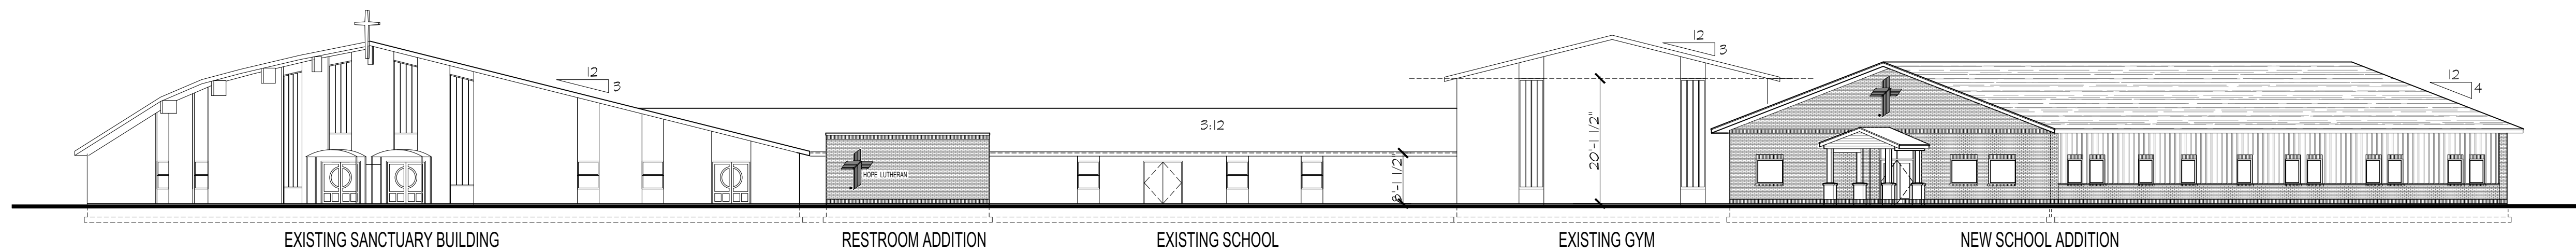 12
3
HOPE LUTHERAN
3:12
8'-1 1/2"
20'-1 1/2"
12
3
12
4
EXISTING SANCTUARY BUILDING
RESTROOM ADDITION
EXISTING SCHOOL
EXISTING GYM
NEW SCHOOL ADDITION